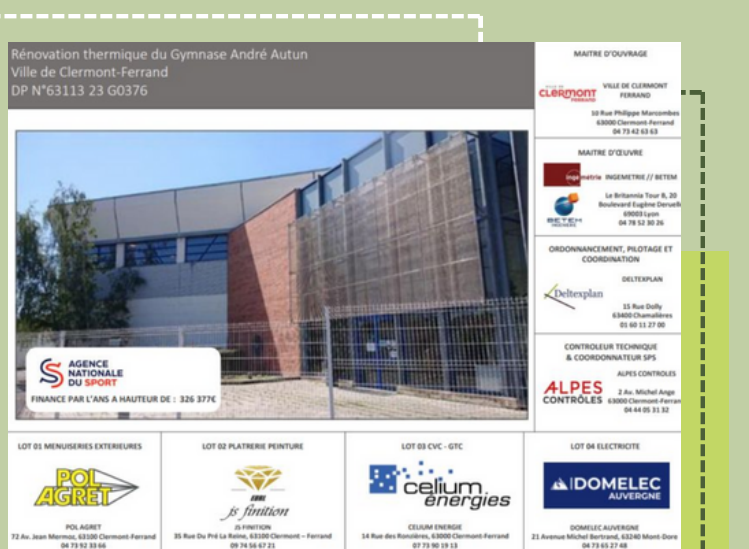 Rénovation thermique du Gymnase André Autun
Ville de Clermont-Ferrand
DP N°63113 23 G0376
AGENCE
NATIONALE
DU SPORT
FINANCE PAR L'ANS A HAUTEUR DE : 326 377€
MAITRE D'OUVRAGE
VILLE DE
CLERMONT
FERRAND
VILLE DE CLERMONT
FERRAND
10 Rue Philippe Marcombes
63000 Clermont-Ferrand
04 73 42 63 63
MAITRE D'ŒUVRE
ingémétrie
INGEMETRIE // BETEM
BETEM
INGENIERIE
Le Britannia Tour B, 20
Boulevard Eugène Deruell
69003 Lyon
04 78 52 30 26
ORDONNANCEMENT, PILOTAGE ET
COORDINATION
DELTEXPLAN
Deltexplan
15 Rue Dolly
63400 Chamalières
01 60 11 27 00
CONTROLEUR TECHNIQUE
& COORDONNATEUR SPS
ALPES CONTROLES
ALPES
CONTRÔLES
2 Av. Michel Ange
63000 Clermont-Ferran
04 44 05 31 32
LOT 01 MENUISERIES EXTERIEURES
POL
AGRET
POL AGRET
72 Av. Jean Mermoz, 63100 Clermont-Ferrand
04 73 92 33 66
LOT 02 PLATRERIE PEINTURE
js finition
JS FINITION
35 Rue Du Pré La Reine, 63100 Clermont – Ferrand
09 74 56 67 21
LOT 03 CVC - GTC
celium
énergies
CELIUM ENERGIE
14 Rue des Ronzières, 63000 Clermont-Ferrand
07 73 90 19 13
LOT 04 ELECTRICITE
DOMELEC
AUVERGNE
DOMELEC AUVERGNE
21 Avenue Michel Bertrand, 63240 Mont-Dore
04 73 65 27 48